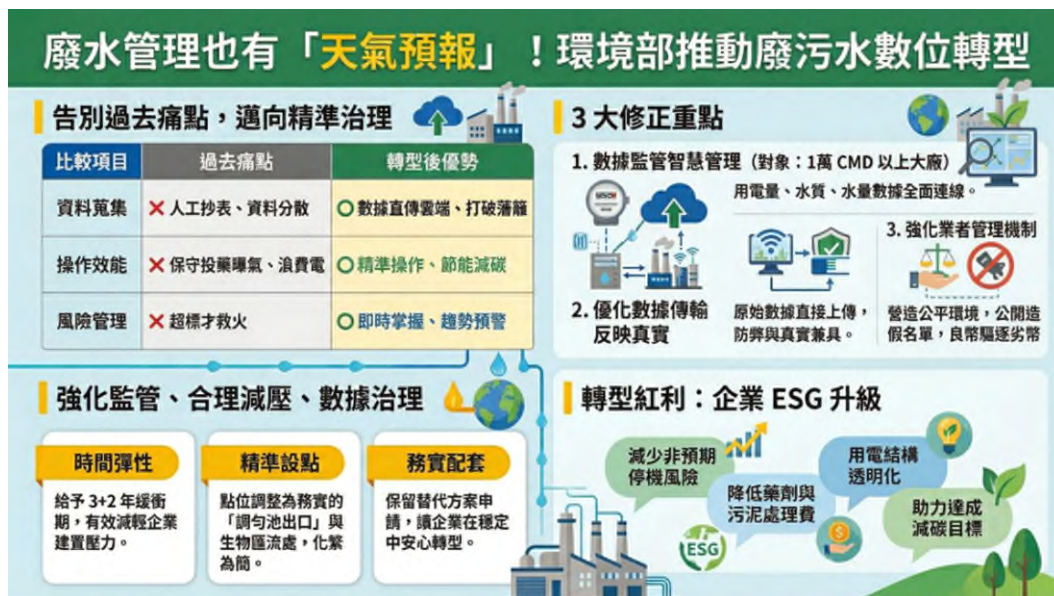 廢水管理也有「天氣預報」！環境部推動廢污水數位轉型
告別過去痛點，邁向精準治理
比較項目 過去痛點 轉型後優勢
資料蒐集 人工抄表、資料分散 數據直傳雲端、打破藩籬
操作效能 保守投藥曝氣、浪費電 精準操作、節能減碳
風險管理 超標才救火 即時掌握、趨勢預警
3 大修正重點
1. 數據監管智慧管理（對象：1萬 CMD 以上大廠）
用電量、水質、水量數據全面連線。
2. 優化數據傳輸
反映真實
原始數據直接上傳，
防弊與真實兼具。
3. 強化業者管理機制
營造公平環境，公開造
假名單，良幣驅逐劣幣
強化監管、合理減壓、數據治理
時間彈性
給予 3+2 年緩衝
期，有效減輕企業
建置壓力。
精準設點
點位調整為務實的
「調勻池出口」與
生物匯流處，化繁
為簡。
務實配套
保留替代方案申
請，讓企業在穩定
中安心轉型。
轉型紅利：企業 ESG 升級
減少非預期
停機風險
降低藥劑與
污泥處理費
用電結構
透明化
助力達成
減碳目標
ESG